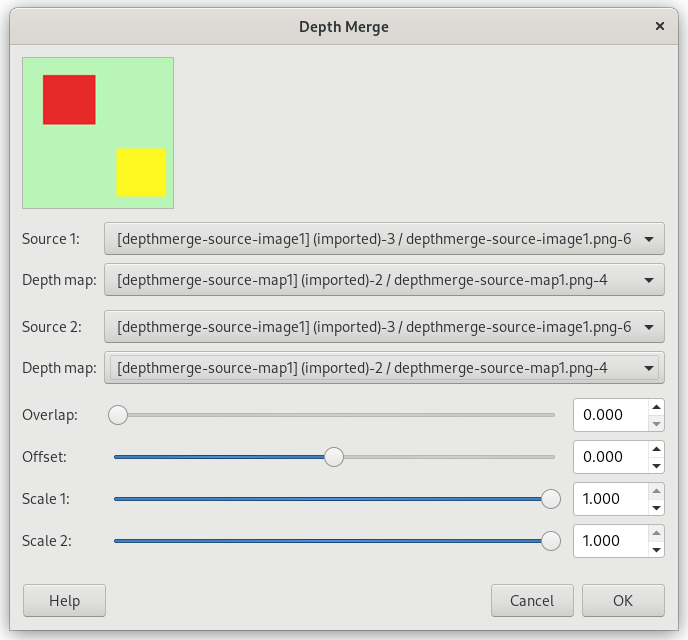 Depth Merge
Source 1: [depthmerge-source-image1] (imported)-3 / depthmerge-source-image1.png-6
Depth map: [depthmerge-source-map1] (imported)-2 / depthmerge-source-map1.png-4
Source 2: [depthmerge-source-image1] (imported)-3 / depthmerge-source-image1.png-6
Depth map: [depthmerge-source-map1] (imported)-2 / depthmerge-source-map1.png-4
Overlap: 0.000
Offset: 0.000
Scale 1: 1.000
Scale 2: 1.000
Help Cancel OK